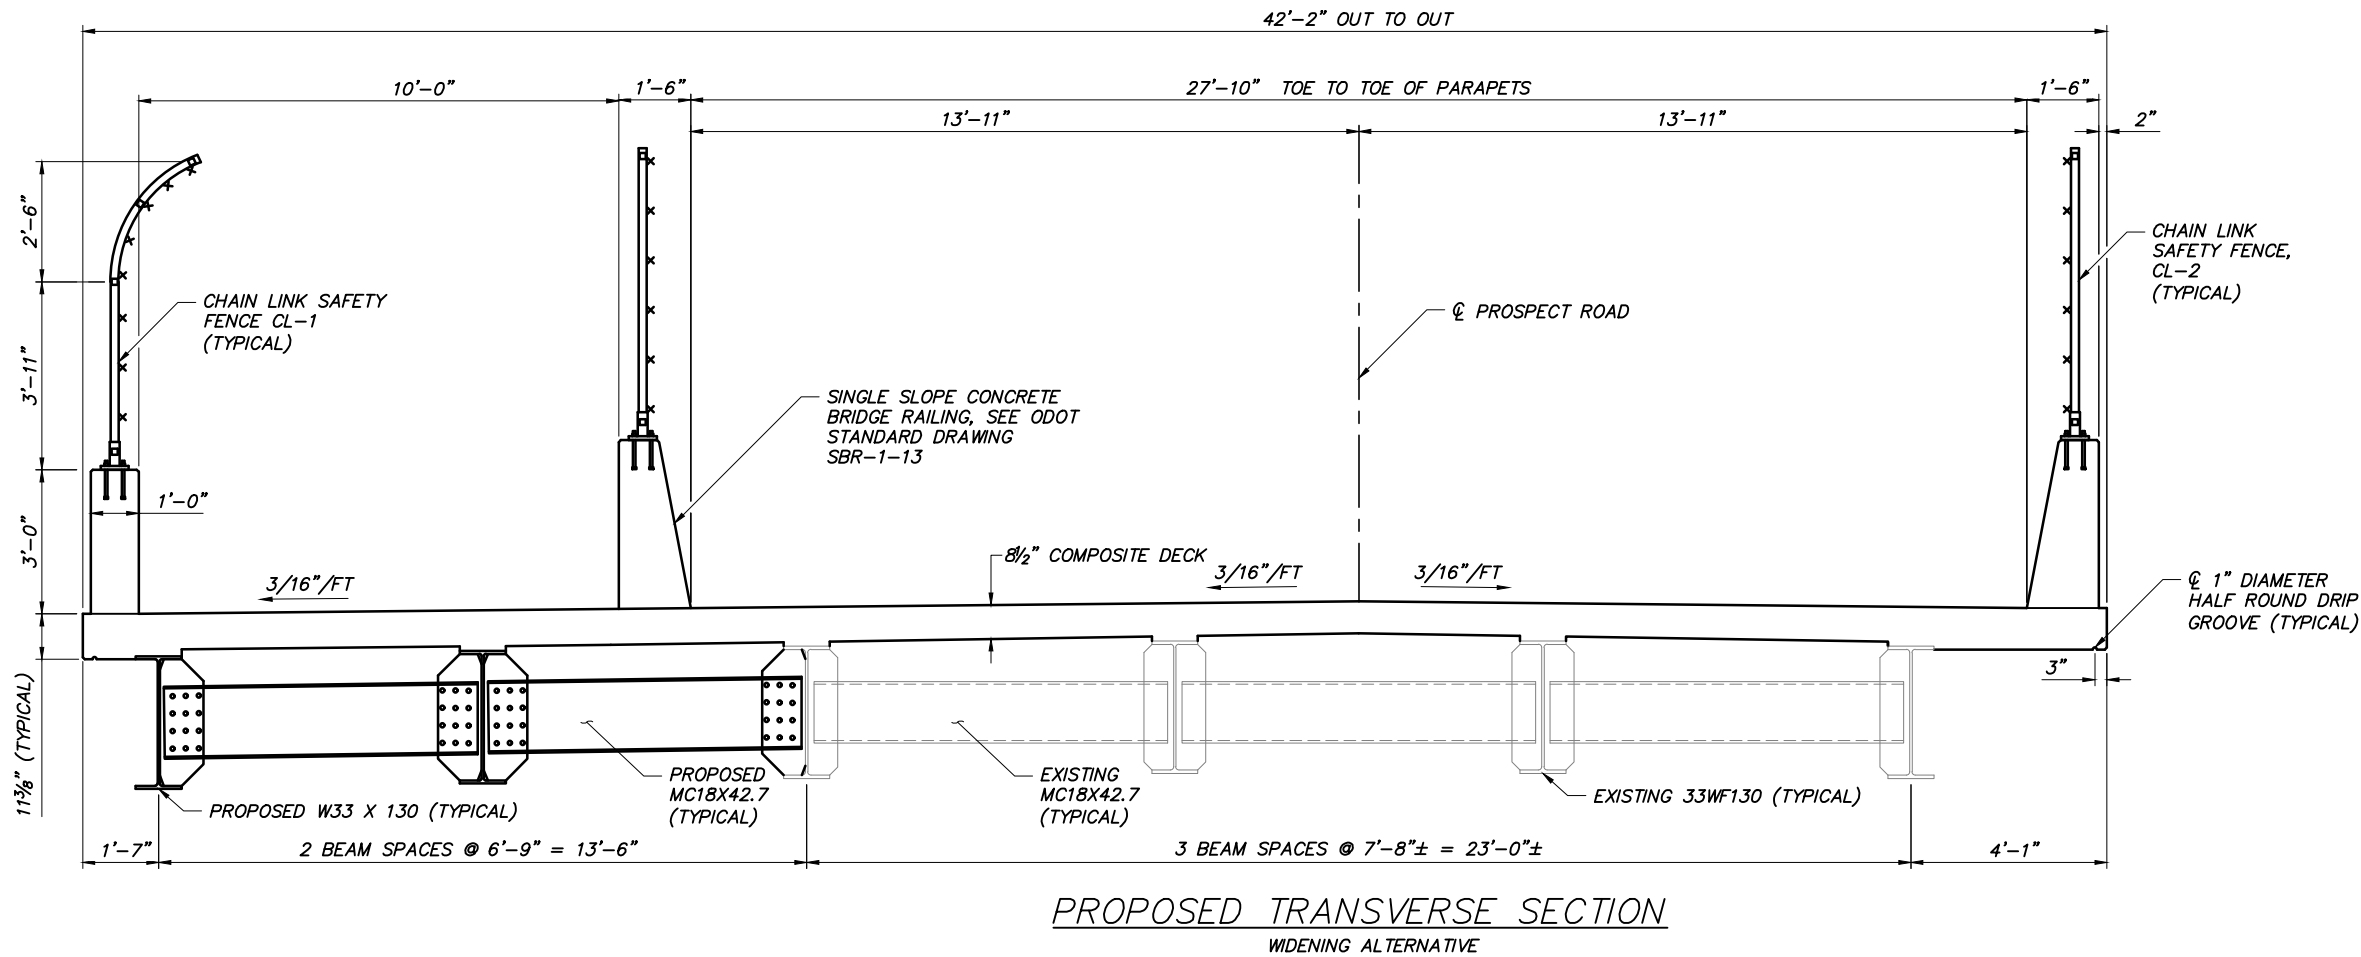 42'-2" OUT TO OUT
10'-0"
1'-6"
27'-10" TOE TO TOE OF PARAPETS
1'-6"
13'-11"
13'-11"
2"
2'-6"
3'-11"
3'-0"
11⅜" (TYPICAL)
CHAIN LINK SAFETY
FENCE CL-1
(TYPICAL)
1'-0"
SINGLE SLOPE CONCRETE
BRIDGE RAILING, SEE ODOT
STANDARD DRAWING
SBR-1-13
℄ PROSPECT ROAD
CHAIN LINK
SAFETY FENCE,
CL-2
(TYPICAL)
3/16"/FT
8½" COMPOSITE DECK
3/16"/FT
3/16"/FT
℄ 1" DIAMETER
HALF ROUND DRIP
GROOVE (TYPICAL)
3"
PROPOSED W33 X 130 (TYPICAL)
PROPOSED
MC18X42.7
(TYPICAL)
EXISTING
MC18X42.7
(TYPICAL)
EXISTING 33WF130 (TYPICAL)
1'-7"
2 BEAM SPACES @ 6'-9" = 13'-6"
3 BEAM SPACES @ 7'-8"± = 23'-0"±
4'-1"
PROPOSED TRANSVERSE SECTION
WIDENING ALTERNATIVE